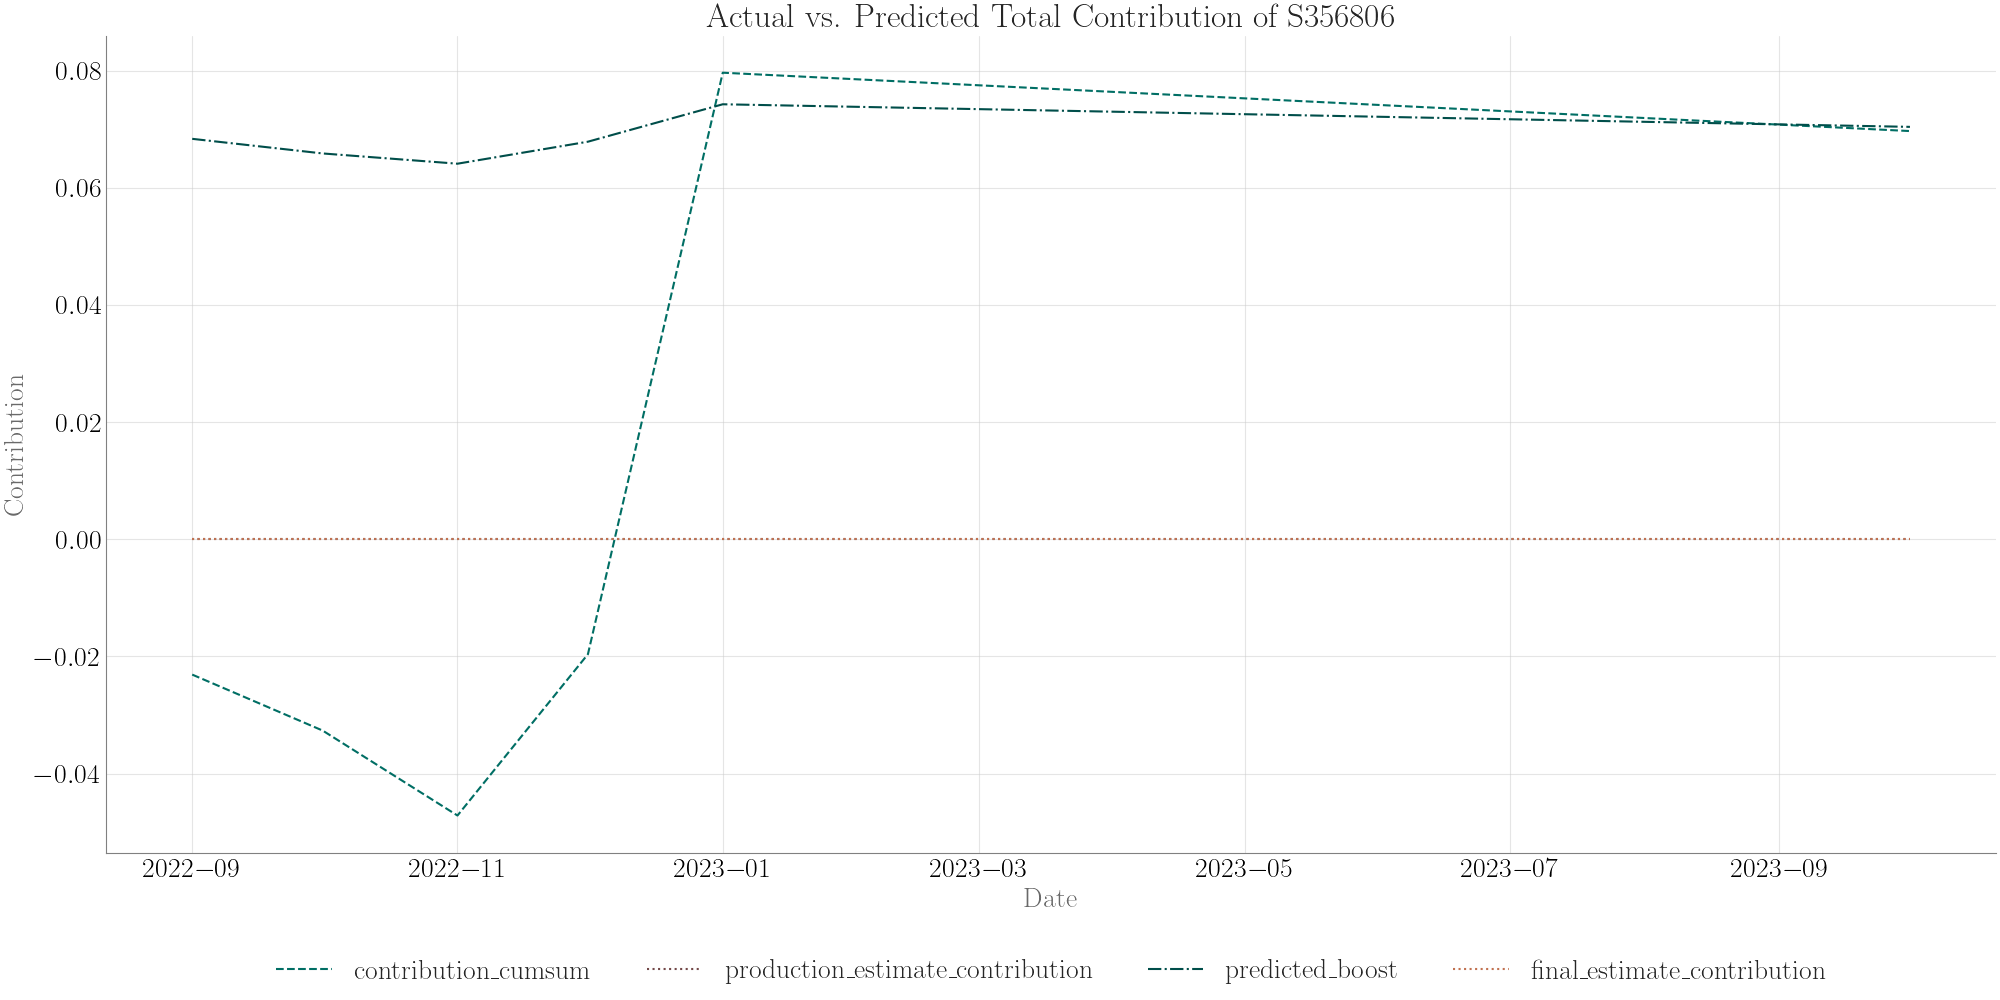 Actual vs. Predicted Total Contribution of S356806
0.08
0.06
0.04
0.02
0.00
−0.02
−0.04
Contribution
2022−09 2022−11 2023−01 2023−03 2023−05 2023−07 2023−09
Date
contribution_cumsum production_estimate_contribution predicted_boost final_estimate_contribution